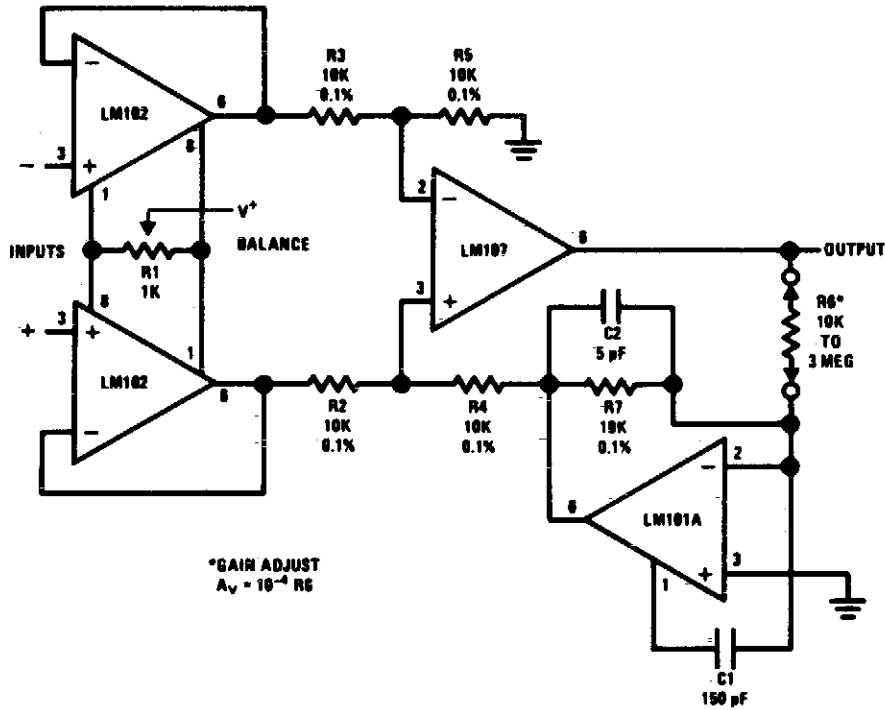 R3
10K
0.1%
R5
10K
0.1%
−
LM102
6
8
3
− +
1
2
−
V+
INPUTS
BALANCE
R1
1K
LM107
6
OUTPUT
8
3
+
3
+ +
1
LM102
6
−
C2
5 pF
R6*
10K
TO
3 MEG
R2
10K
0.1%
R4
10K
0.1%
R7
10K
0.1%
2
−
6
LM101A
3
+
1
*GAIN ADJUST
Av = 10⁻⁴ R6
C1
150 pF